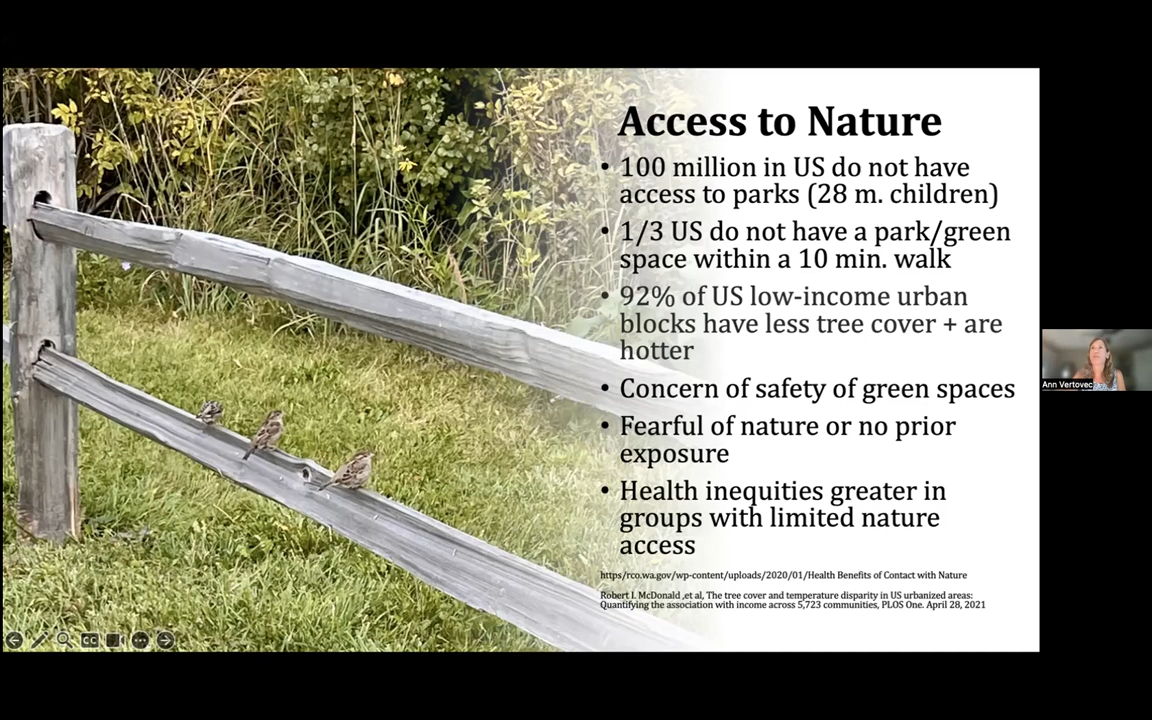 Access to Nature
• 100 million in US do not have
access to parks (28 m. children)
• 1/3 US do not have a park/green
space within a 10 min. walk
• 92% of US low-income urban
blocks have less tree cover + are
hotter
• Concern of safety of green spaces
• Fearful of nature or no prior
exposure
• Health inequities greater in
groups with limited nature
access
https/rco.wa.gov/wp-content/uploads/2020/01/Health Benefits of Contact with Nature
Robert I. McDonald ,et al, The tree cover and temperature disparity in US urbanized areas:
Quantifying the association with income across 5,723 communities, PLOS One. April 28, 2021
Ann Vertovec
CC